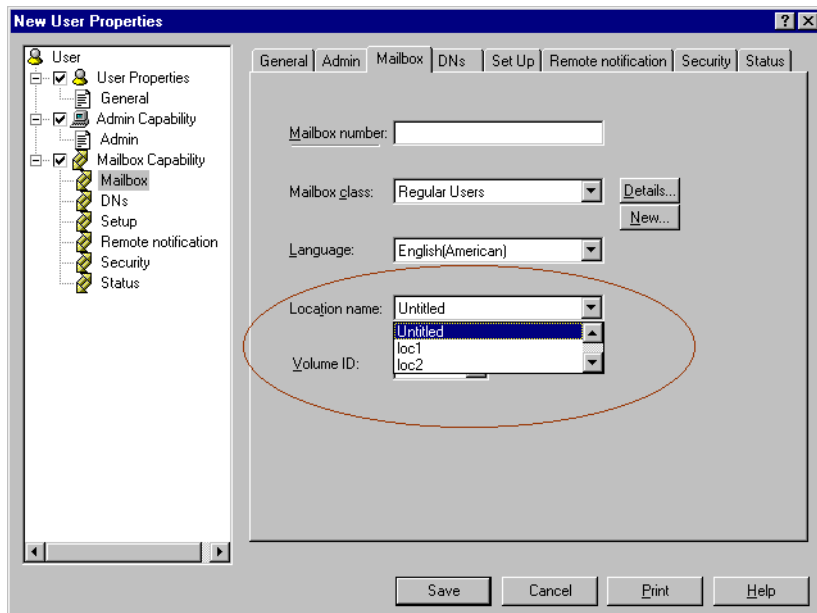 New User Properties
User
User Properties
General
Admin Capability
Admin
Mailbox Capability
Mailbox
DNs
Setup
Remote notification
Security
Status
General Admin Mailbox DNs Set Up Remote notification Security Status
Mailbox number:
Mailbox class: Regular Users Details...
New...
Language: English(American)
Location name: Untitled
Untitled
loc1
loc2
Volume ID:
Save Cancel Print Help